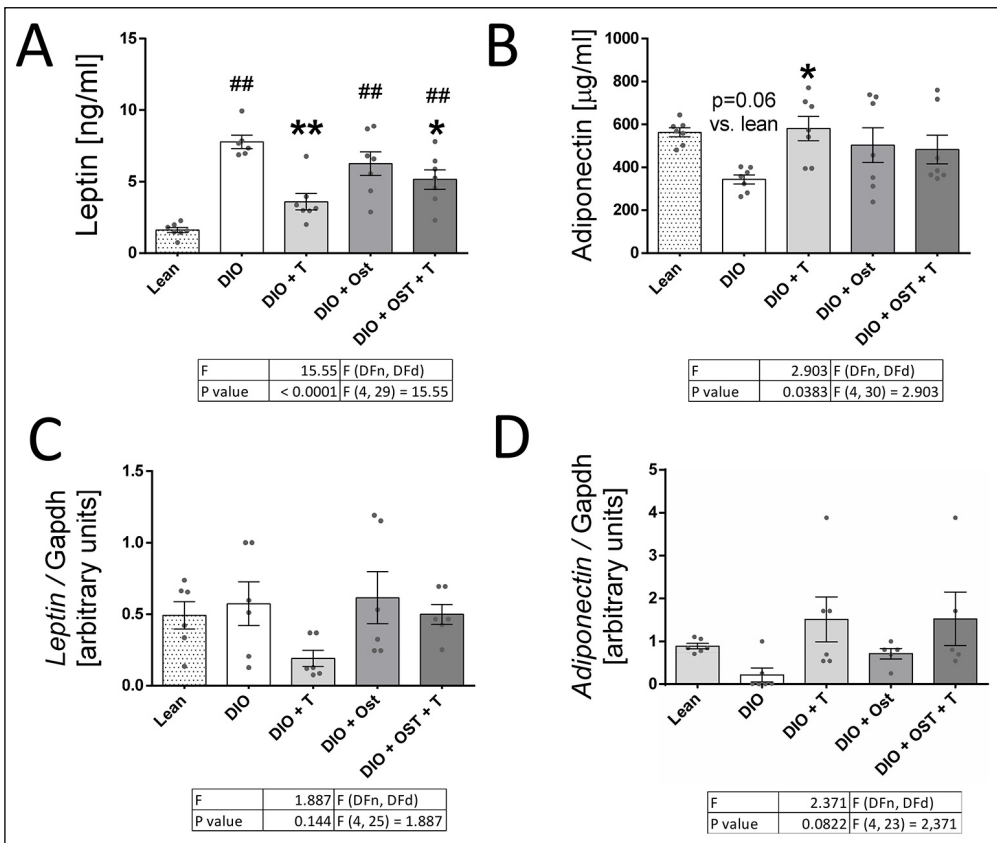 A
Leptin [ng/ml]
15
10
5
0
##
**
##
##
*
Lean
DIO
DIO + T
DIO + Ost
DIO + OST + T
F 15.55 F (DFn, DFd)
P value < 0.0001 F (4, 29) = 15.55
B
Adiponectin [µg/ml]
1000
800
600
400
200
0
p=0.06
vs. lean
*
Lean
DIO
DIO + T
DIO + Ost
DIO + OST + T
F 2.903 F (DFn, DFd)
P value 0.0383 F (4, 30) = 2.903
C
Leptin / Gapdh
[arbitrary units]
1.5
1.0
0.5
0.0
Lean
DIO
DIO + T
DIO + Ost
DIO + OST + T
F 1.887 F (DFn, DFd)
P value 0.144 F (4, 25) = 1.887
D
Adiponectin / Gapdh
[arbitrary units]
5
4
3
2
1
0
Lean
DIO
DIO + T
DIO + Ost
DIO + OST + T
F 2.371 F (DFn, DFd)
P value 0.0822 F (4, 23) = 2,371